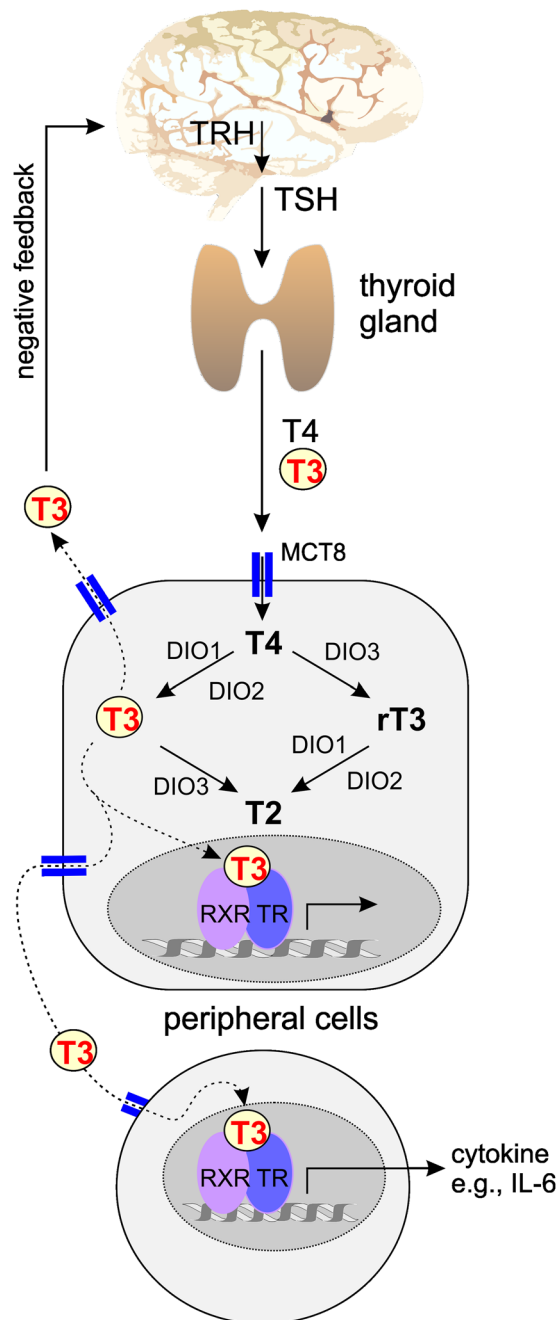 TRH
TSH
negative feedback
thyroid
gland
T4
T3
T3
MCT8
T4
DIO1
DIO3
DIO2
T3
rT3
DIO1
DIO3
DIO2
T2
T3
RXR TR
peripheral cells
T3
T3
RXR TR
cytokine
e.g., IL-6